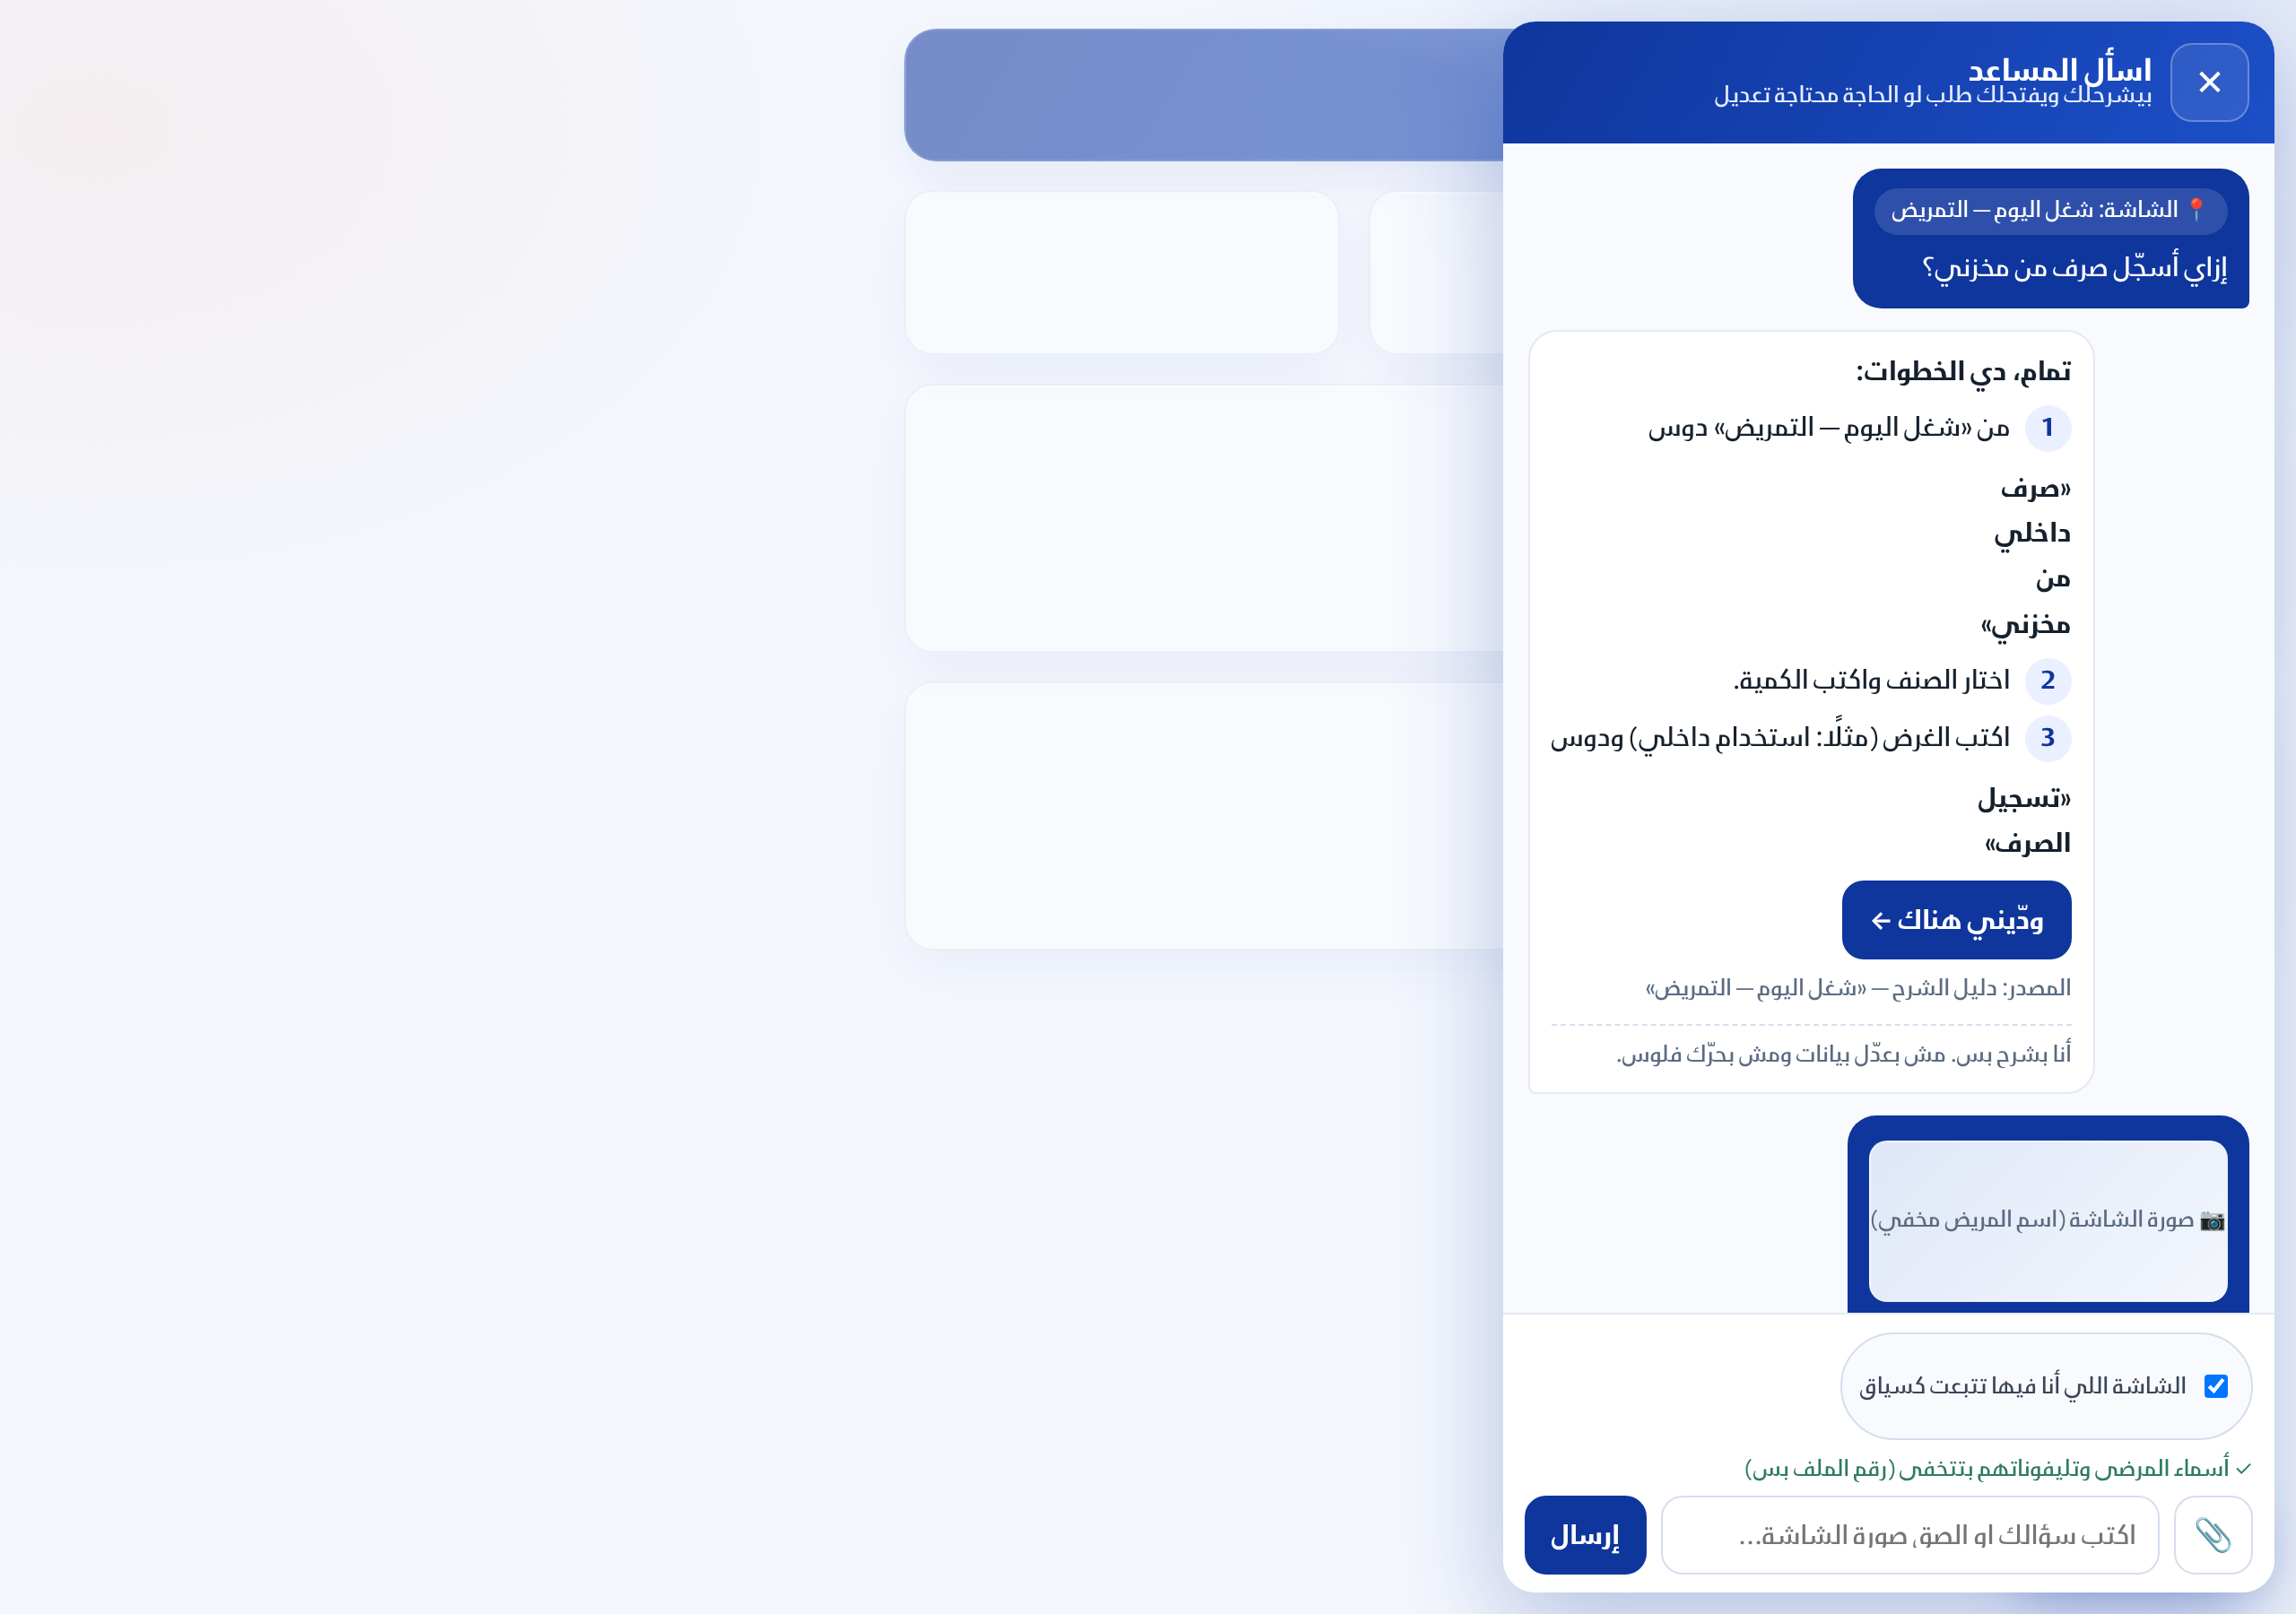 اسأل المساعد
بيشرحلك ويفتحلك طلب لو الحاجة محتاجة تعديل
📍 الشاشة: شغل اليوم — التمريض
إزاي أسجّل صرف من مخزني؟
تمام، دي الخطوات:
1 من «شغل اليوم — التمريض» دوس
«صرف
داخلي
من
مخزني»
2 اختار الصنف واكتب الكمية.
3 اكتب الغرض (مثلًا: استخدام داخلي) ودوس
«تسجيل
الصرف»
ودّيني هناك ←
المصدر: دليل الشرح — «شغل اليوم — التمريض»
أنا بشرح بس. مش بعدّل بيانات ومش بحرّك فلوس.
📷 صورة الشاشة (اسم المريض مخفي)
الشاشة اللي أنا فيها تتبعت كسياق
✓ أسماء المرضى وتليفوناتهم بتتخفى (رقم الملف بس)
اكتب سؤالك او الصق صورة الشاشة...
إرسال